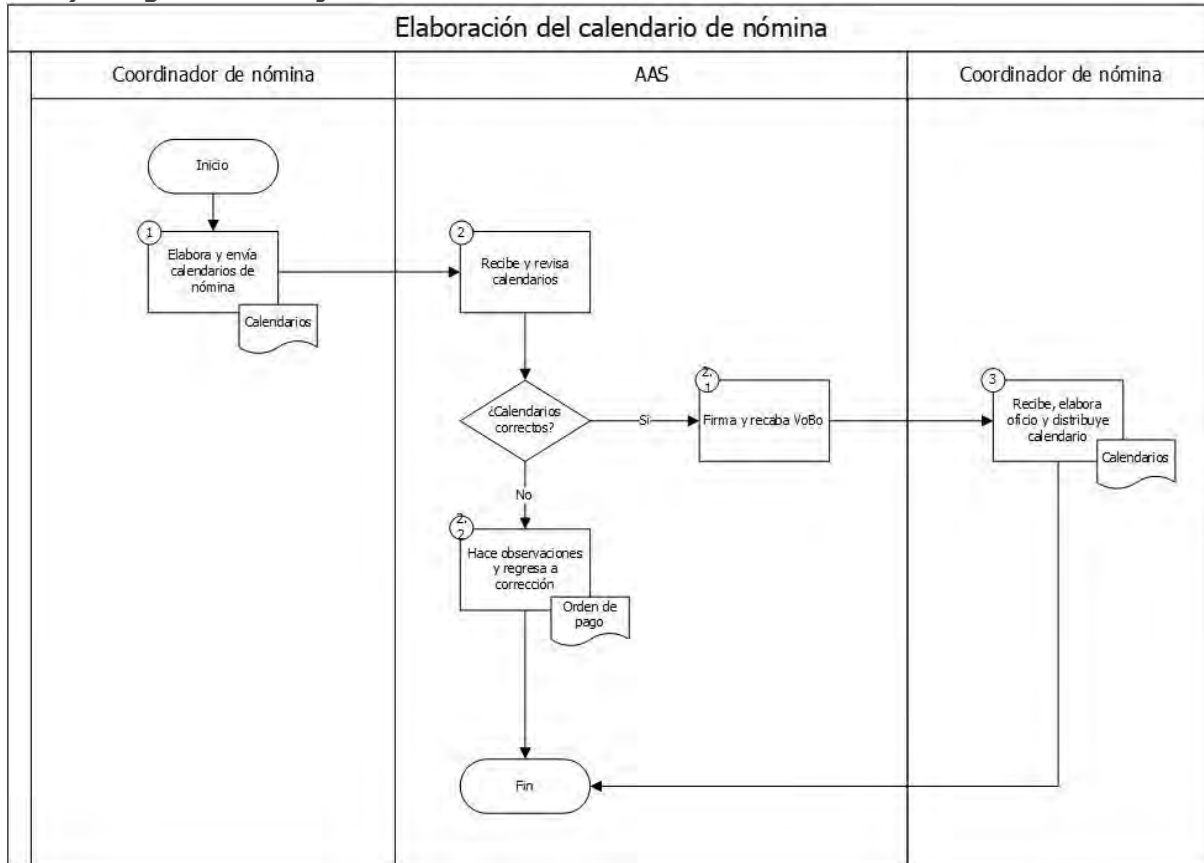 Elaboración del calendario de nómina
Coordinador de nómina
AAS
Coordinador de nómina
Inicio
1
Elabora y envía
calendarios de
nómina
Calendarios
2
Recibe y revisa
calendarios
¿Calendarios
correctos?
Si
2.
1
Firma y recaba VoBo
3
Recibe, elabora
oficio y distribuye
calendario
Calendarios
No
2.
2
Hace observaciones
y regresa a
corrección
Orden de
pago
Fin